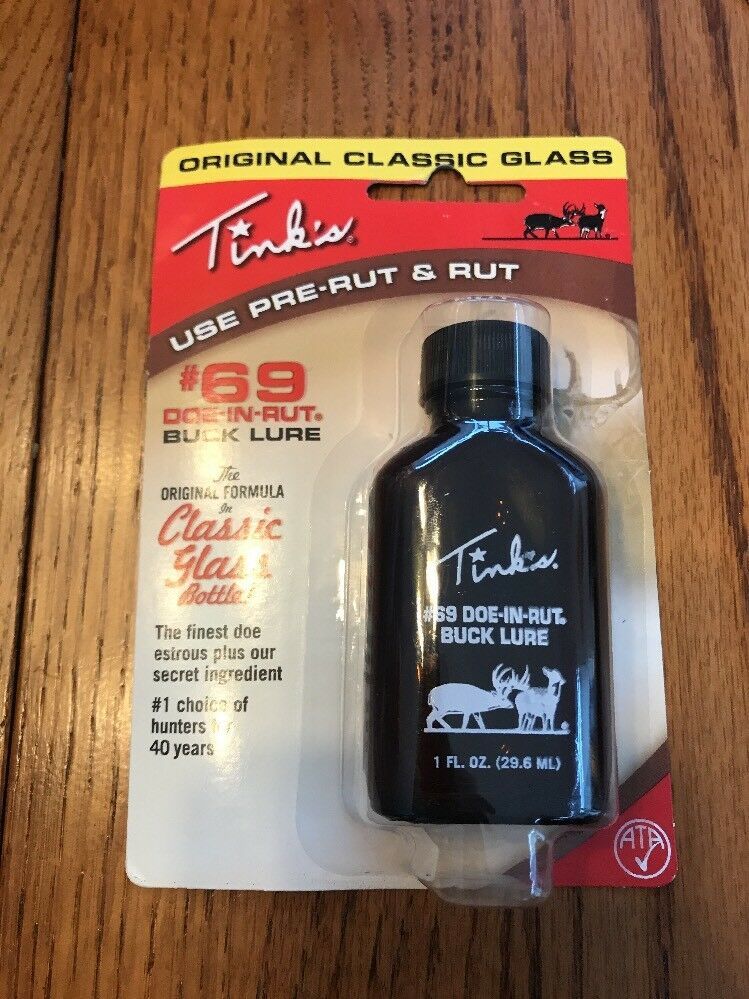 ORIGINAL CLASSIC GLASS
Tink's®
USE PRE-RUT & RUT
#69
DOE-IN-RUT®
BUCK LURE
The
ORIGINAL FORMULA
In
Classic
Glass
Bottle!
The finest doe
estrous plus our
secret ingredient
#1 choice of
hunters for
40 years
Tink's®
#69 DOE-IN-RUT®
BUCK LURE
1 FL. OZ. (29.6 ML)
ATA